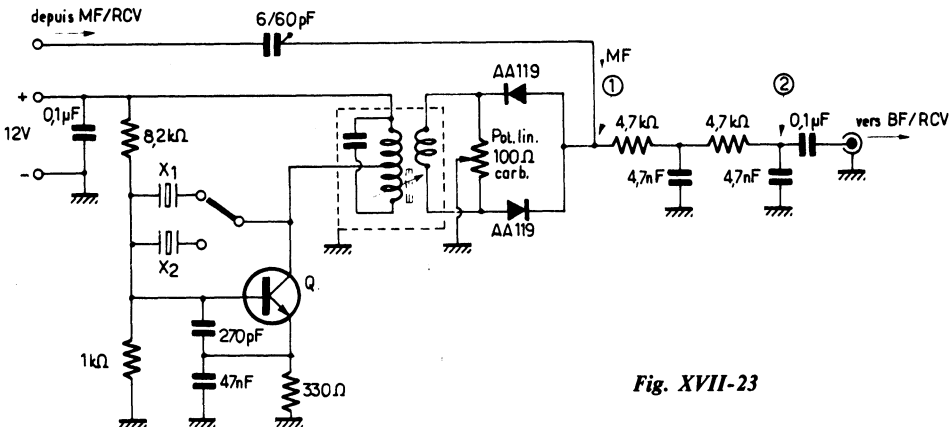 depuis MF/RCV
6/60pF
MF
1
2
AA119
+
0,1µF
8,2kΩ
12V
-
Pot. lin.
100Ω
carb.
4,7kΩ
4,7kΩ
0,1µF
vers BF/RCV
4,7nF
4,7nF
X1
X2
AA119
Q
270pF
1kΩ
47nF
330Ω
Fig. XVII-23